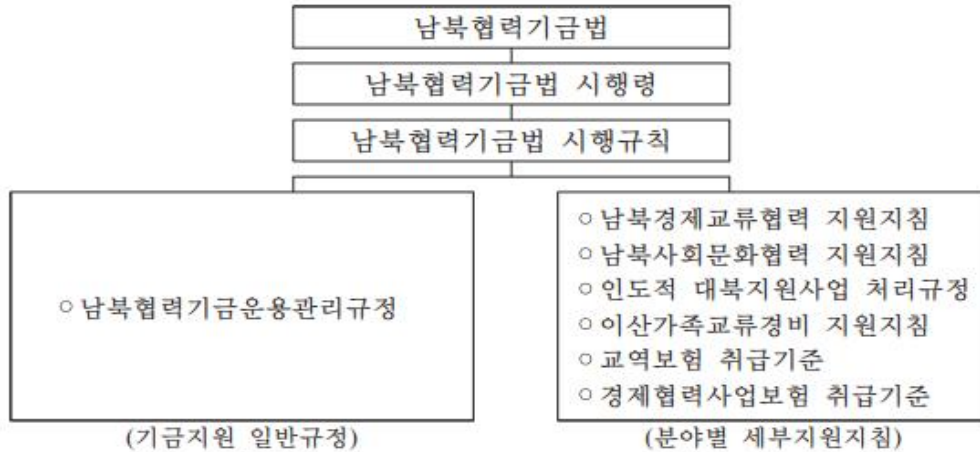 남북협력기금법
남북협력기금법 시행령
남북협력기금법 시행규칙
○ 남북협력기금운용관리규정
(기금지원 일반규정)
○ 남북경제교류협력 지원지침
○ 남북사회문화협력 지원지침
○ 인도적 대북지원사업 처리규정
○ 이산가족교류경비 지원지침
○ 교역보험 취급기준
○ 경제협력사업보험 취급기준
(분야별 세부지원지침)